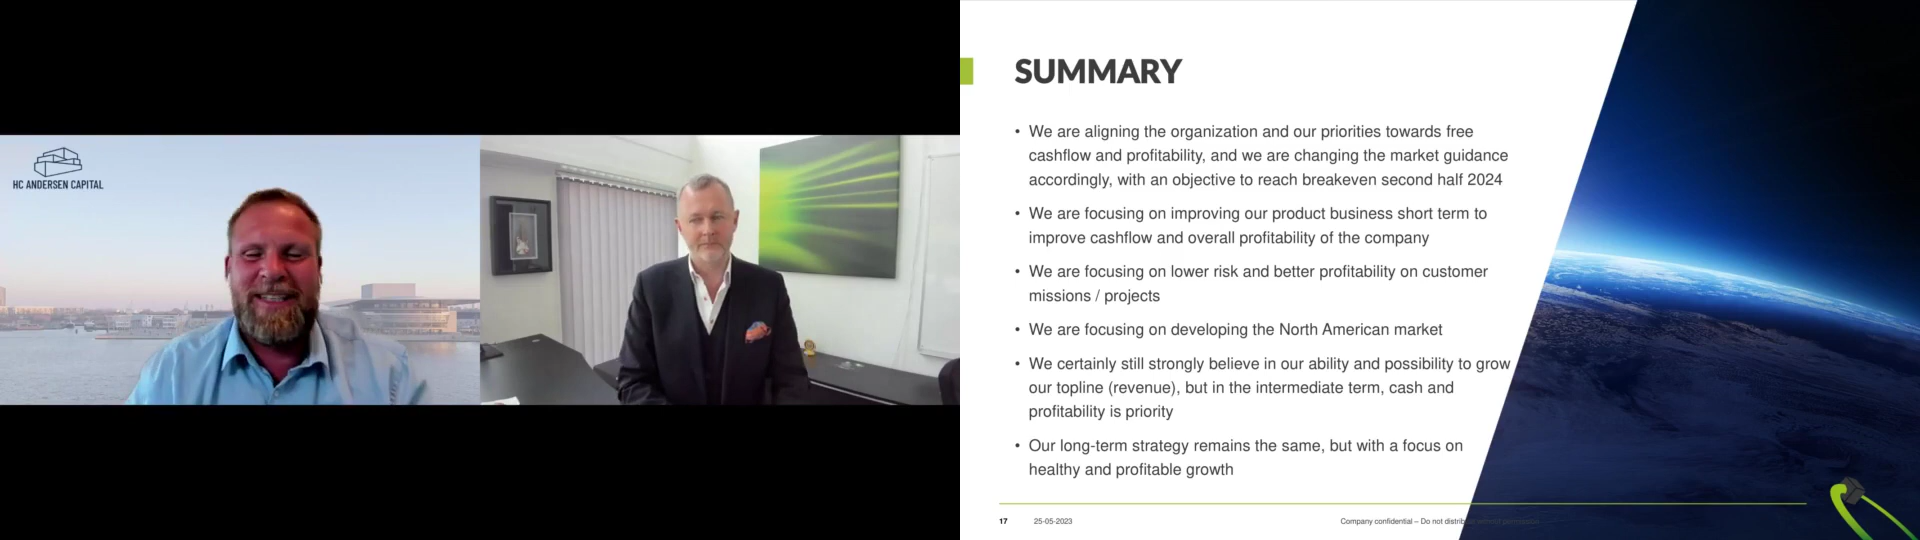 HC ANDERSEN CAPITAL
SUMMARY
• We are aligning the organization and our priorities towards free
cashflow and profitability, and we are changing the market guidance
accordingly, with an objective to reach breakeven second half 2024
• We are focusing on improving our product business short term to
improve cashflow and overall profitability of the company
• We are focusing on lower risk and better profitability on customer
missions / projects
• We are focusing on developing the North American market
• We certainly still strongly believe in our ability and possibility to grow
our topline (revenue), but in the intermediate term, cash and
profitability is priority
• Our long-term strategy remains the same, but with a focus on
healthy and profitable growth
17 25-05-2023 Company confidential – Do not